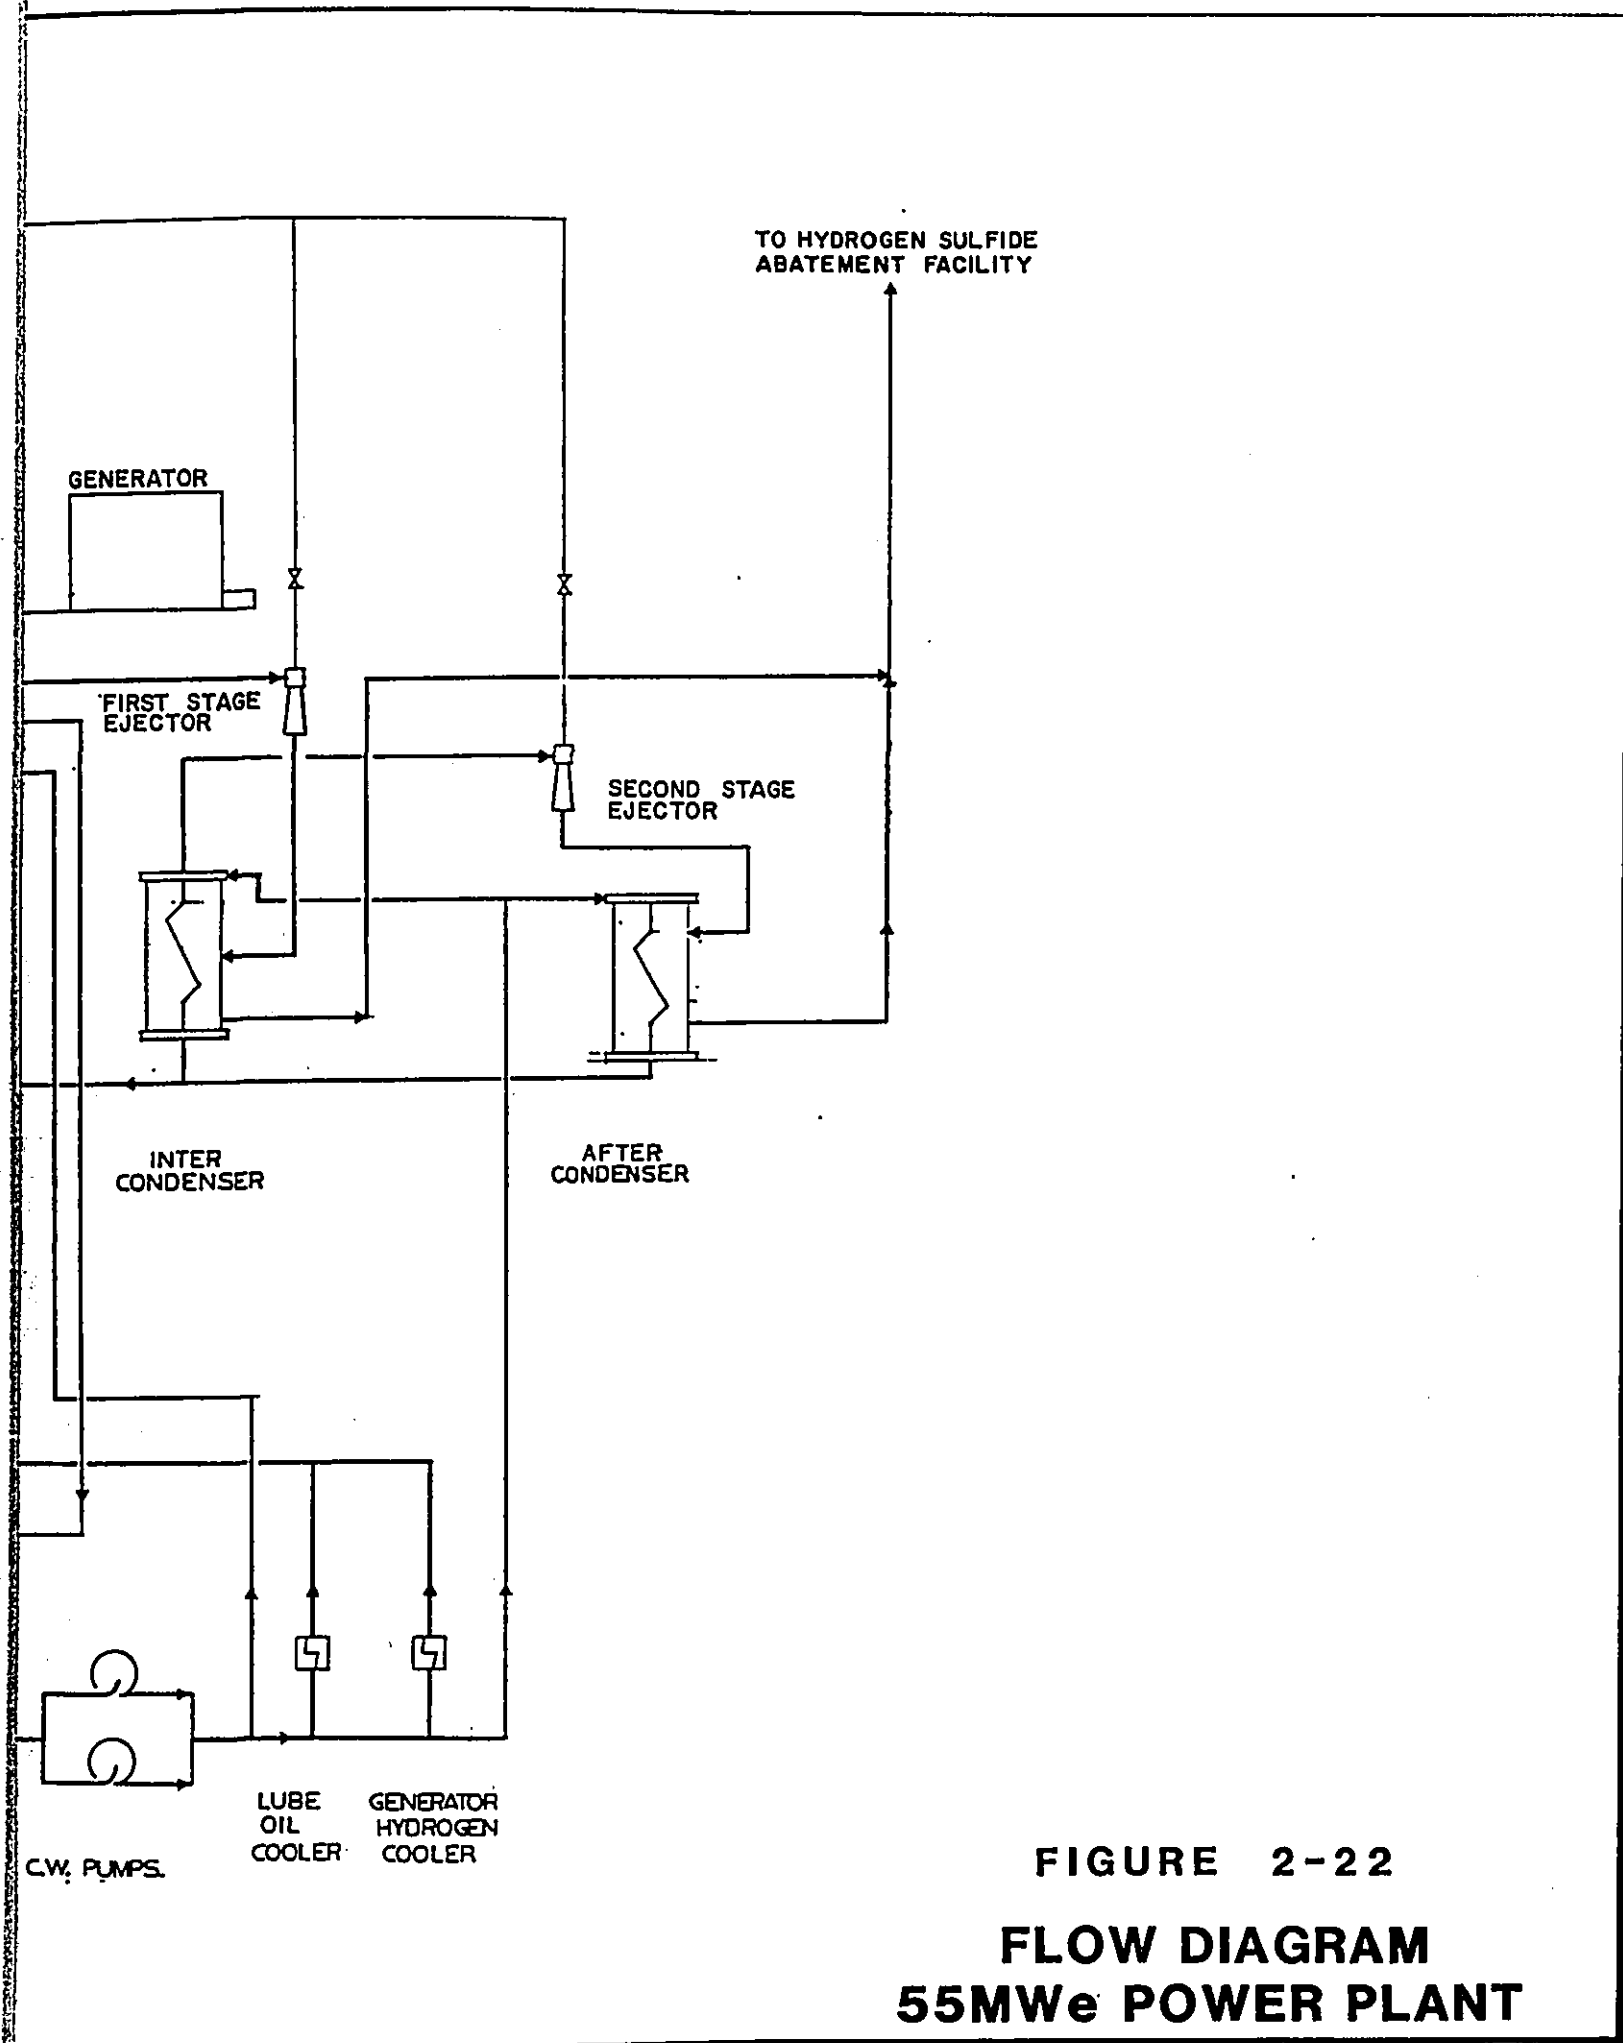 TO HYDROGEN SULFIDE
ABATEMENT FACILITY
GENERATOR
FIRST STAGE
EJECTOR
SECOND STAGE
EJECTOR
INTER
CONDENSER
AFTER
CONDENSER
LUBE
OIL
COOLER
GENERATOR
HYDROGEN
COOLER
C.W. PUMPS.
FIGURE 2-22
FLOW DIAGRAM
55MWe POWER PLANT